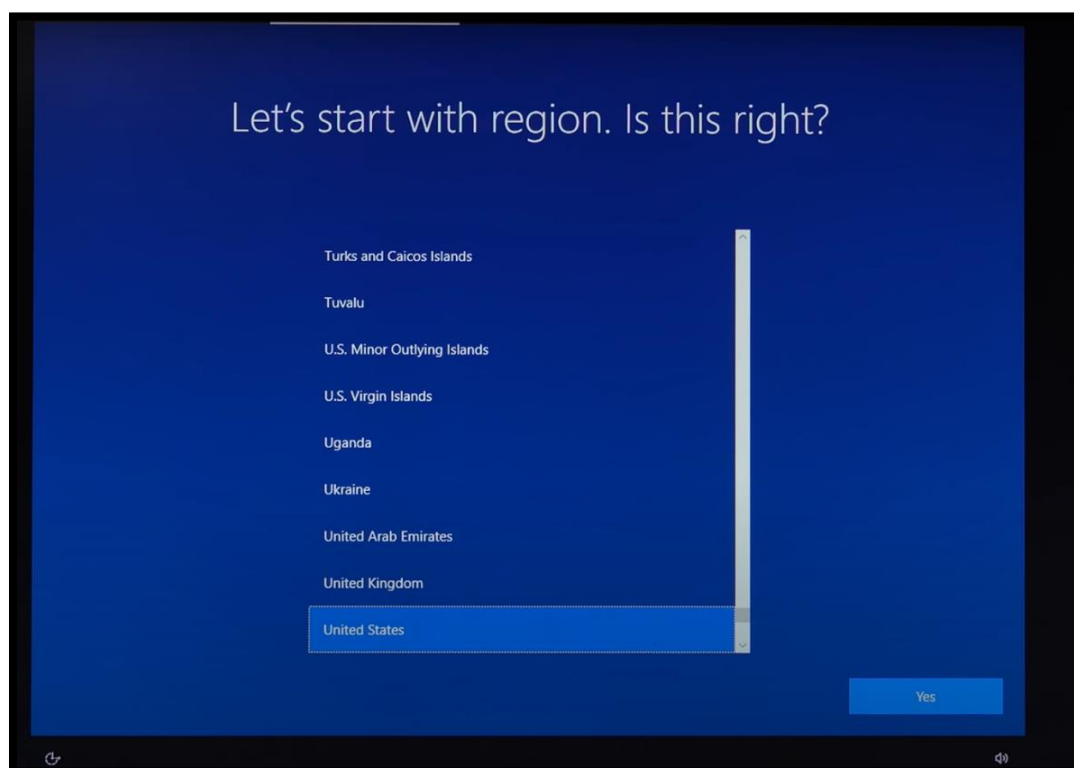 Let's start with region. Is this right?
Turks and Caicos Islands
Tuvalu
U.S. Minor Outlying Islands
U.S. Virgin Islands
Uganda
Ukraine
United Arab Emirates
United Kingdom
United States
Yes